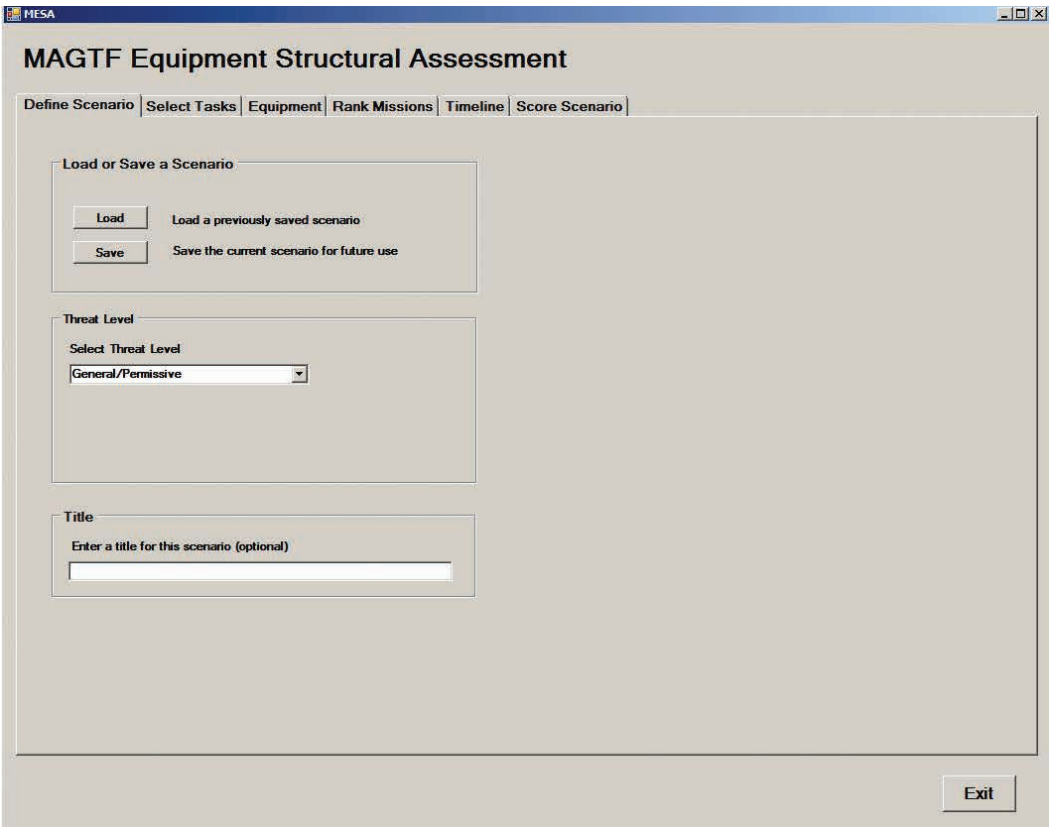 MESA
MAGTF Equipment Structural Assessment
Define Scenario Select Tasks Equipment Rank Missions Timeline Score Scenario
Load or Save a Scenario
Load Load a previously saved scenario
Save Save the current scenario for future use
Threat Level
Select Threat Level
General/Permissive
Title
Enter a title for this scenario (optional)
Exit